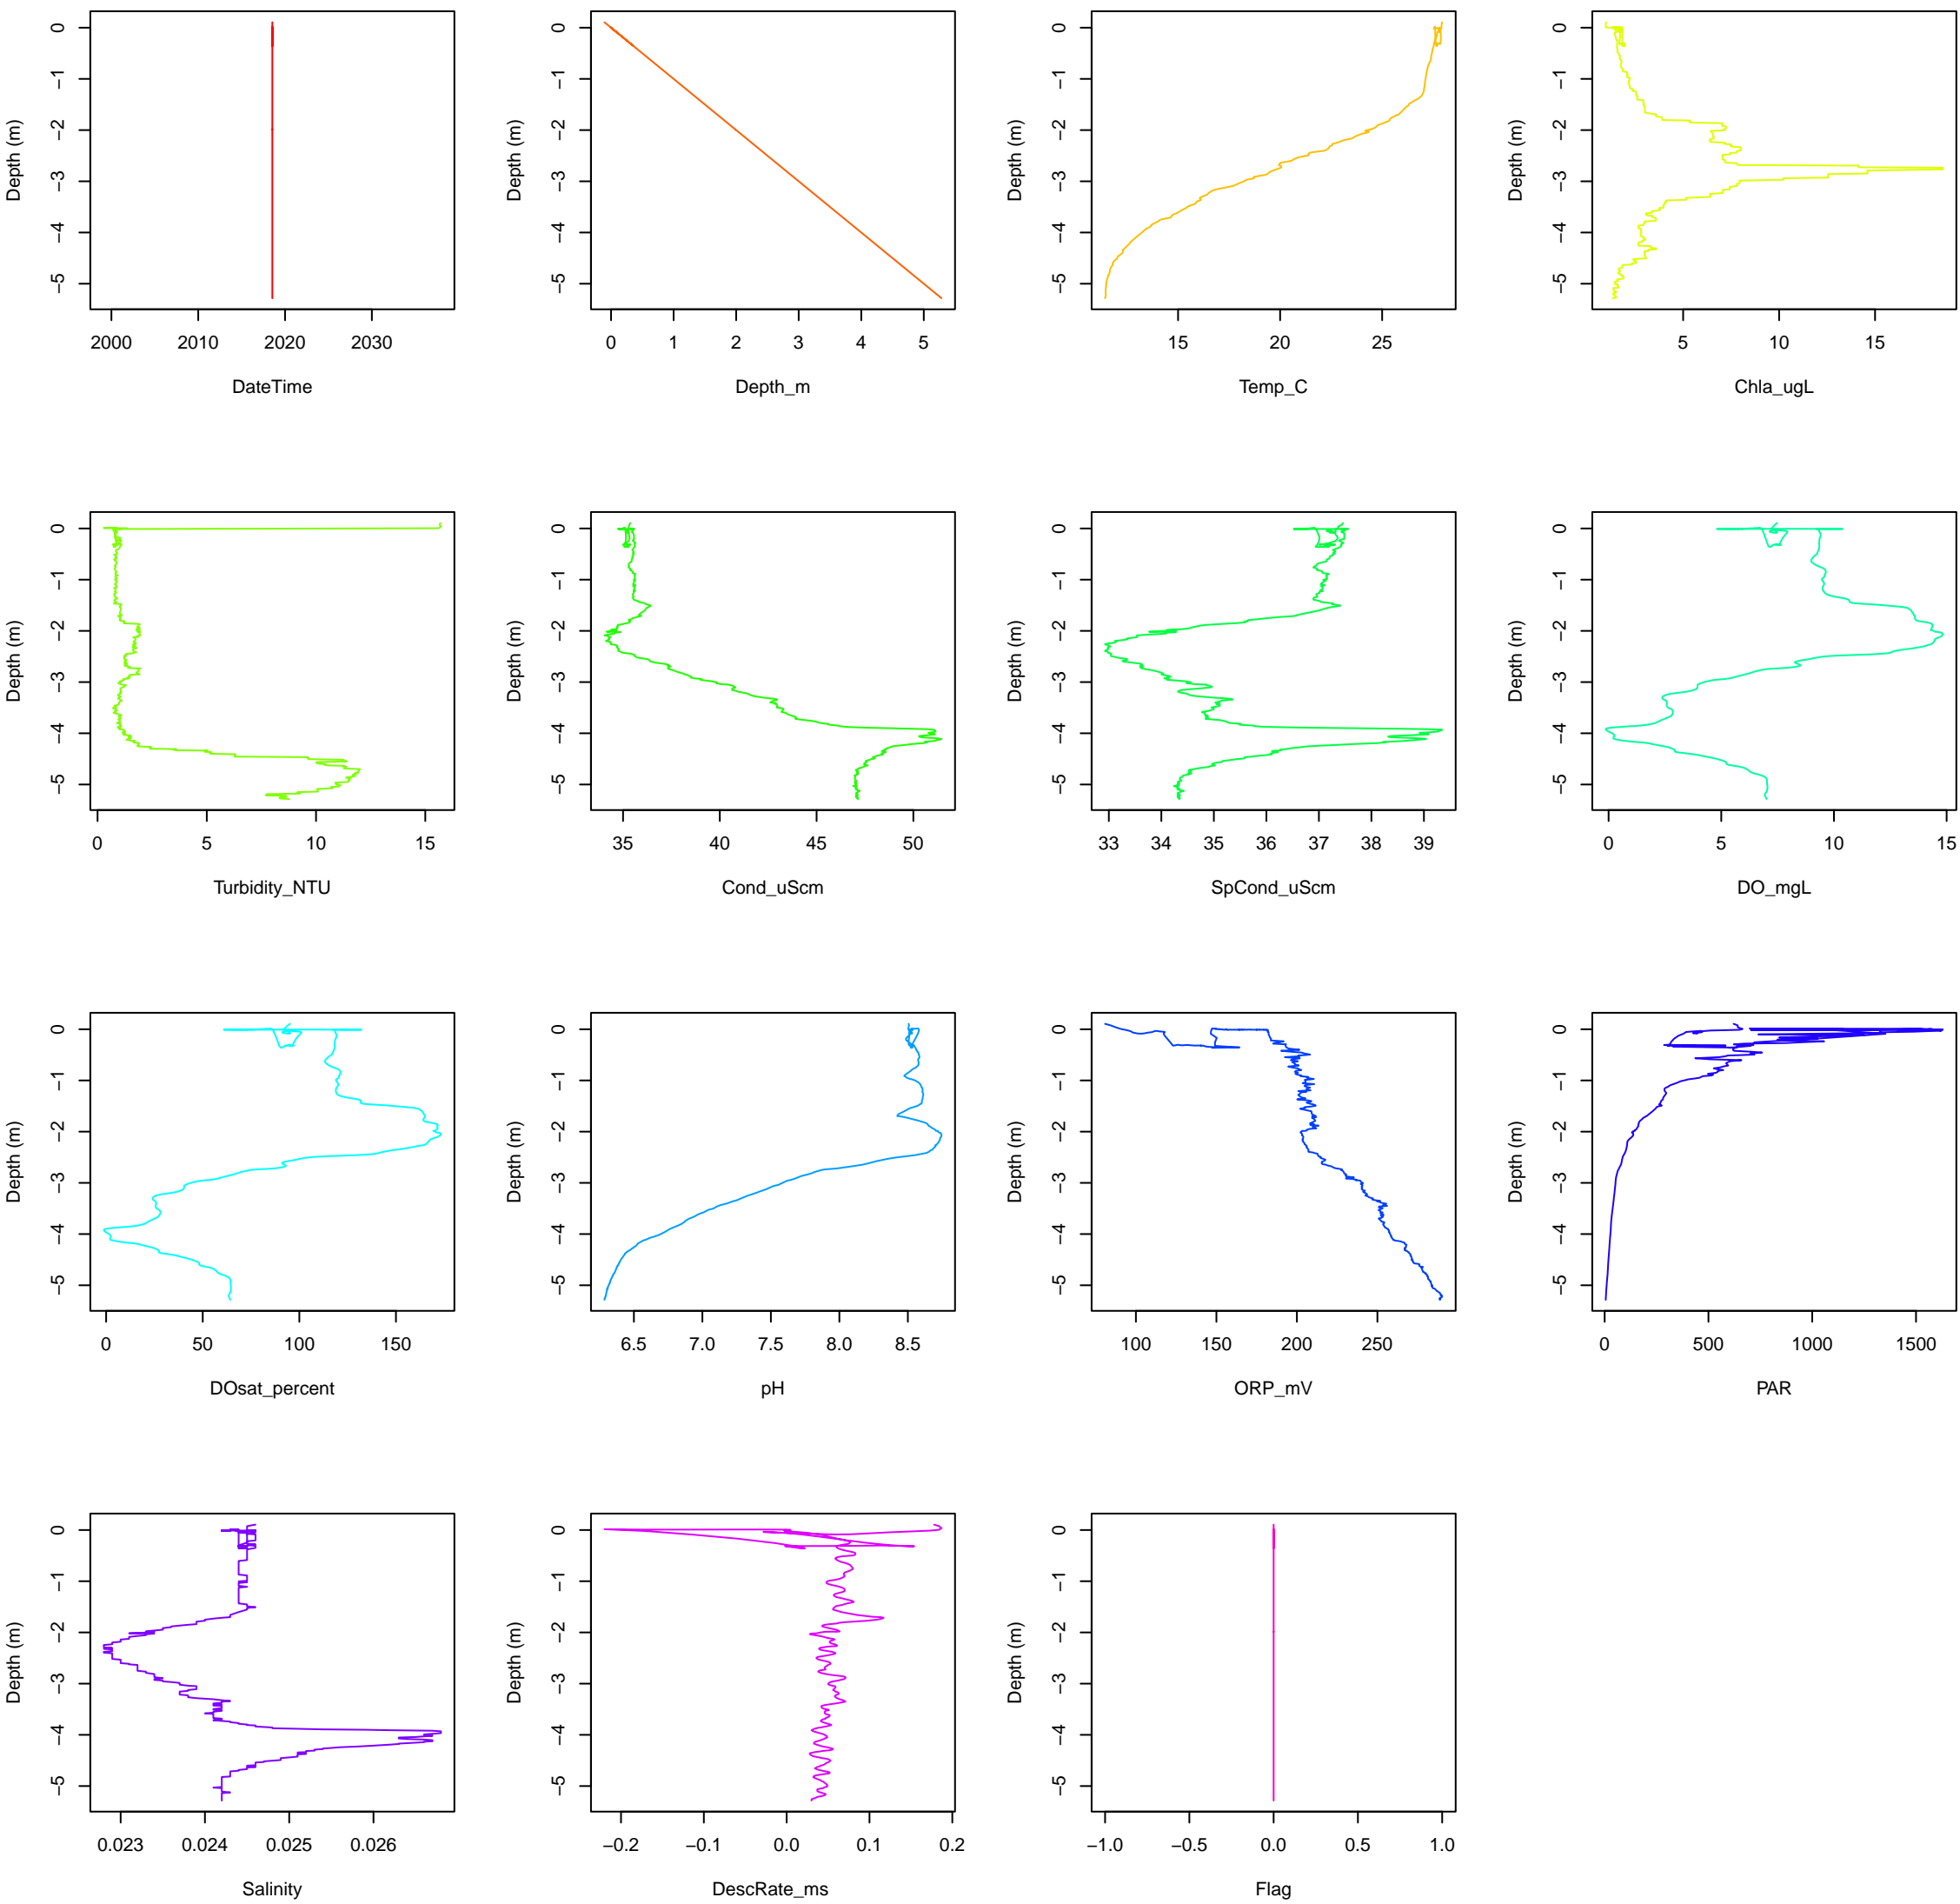 0 −1 −2 −3 −4 −5
Depth (m)
2000 2010 2020 2030
DateTime
0 −1 −2 −3 −4 −5
Depth (m)
0 1 2 3 4 5
Depth_m
0 −1 −2 −3 −4 −5
Depth (m)
15 20 25
Temp_C
0 −1 −2 −3 −4 −5
Depth (m)
5 10 15
Chla_ugL
0 −1 −2 −3 −4 −5
Depth (m)
0 5 10 15
Turbidity_NTU
0 −1 −2 −3 −4 −5
Depth (m)
35 40 45 50
Cond_uScm
0 −1 −2 −3 −4 −5
Depth (m)
33 34 35 36 37 38 39
SpCond_uScm
0 −1 −2 −3 −4 −5
Depth (m)
0 5 10 15
DO_mgL
0 −1 −2 −3 −4 −5
Depth (m)
0 50 100 150
DOsat_percent
0 −1 −2 −3 −4 −5
Depth (m)
6.5 7.0 7.5 8.0 8.5
pH
0 −1 −2 −3 −4 −5
Depth (m)
100 150 200 250
ORP_mV
0 −1 −2 −3 −4 −5
Depth (m)
0 500 1000 1500
PAR
0 −1 −2 −3 −4 −5
Depth (m)
0.023 0.024 0.025 0.026
Salinity
0 −1 −2 −3 −4 −5
Depth (m)
−0.2 −0.1 0.0 0.1 0.2
DescRate_ms
0 −1 −2 −3 −4 −5
Depth (m)
−1.0 −0.5 0.0 0.5 1.0
Flag